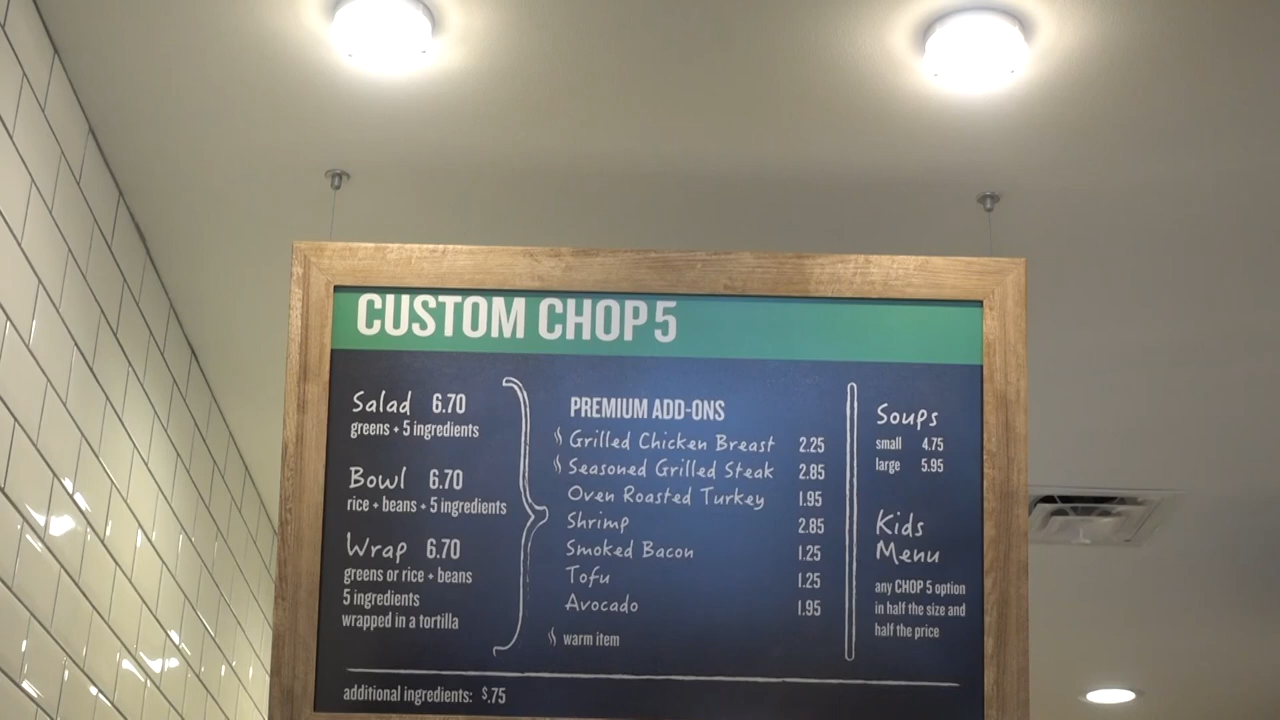 CUSTOM CHOP 5
Salad 6.70
greens + 5 ingredients
Bowl 6.70
rice + beans + 5 ingredients
Wrap 6.70
greens or rice + beans
5 ingredients
wrapped in a tortilla
PREMIUM ADD-ONS
Grilled Chicken Breast 2.25
Seasoned Grilled Steak 2.85
Oven Roasted Turkey 1.95
Shrimp 2.85
Smoked Bacon 1.25
Tofu 1.25
Avocado 1.95
warm item
Soups
small 4.75
large 5.95
Kids
Menu
any CHOP 5 option
in half the size and
half the price
additional ingredients: $.75